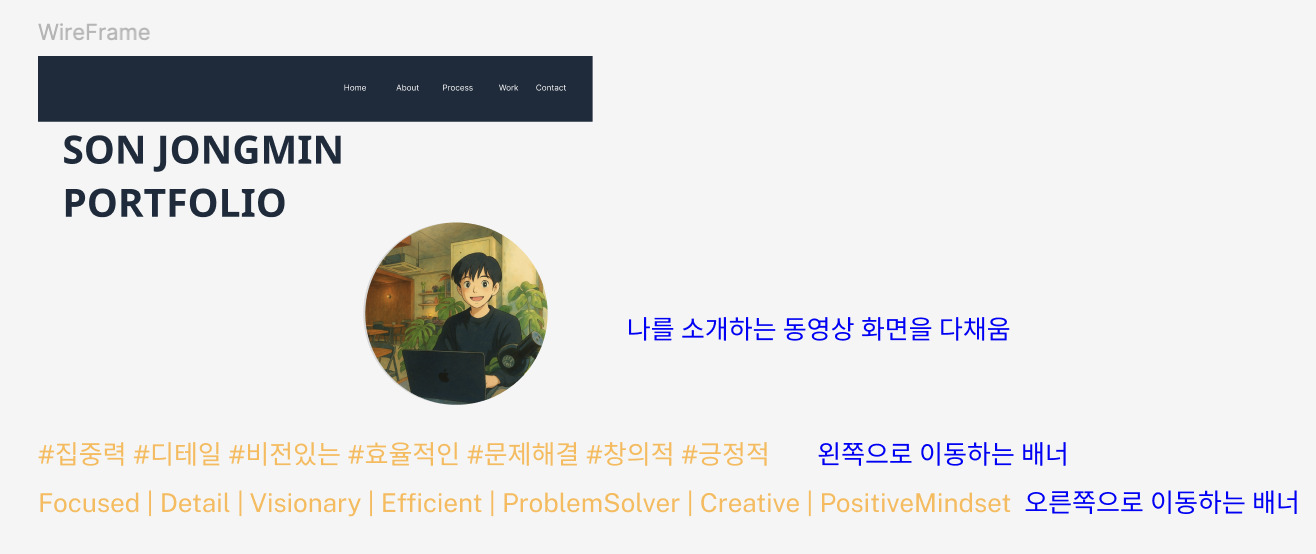 WireFrame
Home About Process Work Contact
SON JONGMIN
PORTFOLIO
나를 소개하는 동영상 화면을 다채움
#집중력 #디테일 #비전있는 #효율적인 #문제해결 #창의적 #긍정적 왼쪽으로 이동하는 배너
Focused | Detail | Visionary | Efficient | ProblemSolver | Creative | PositiveMindset 오른쪽으로 이동하는 배너